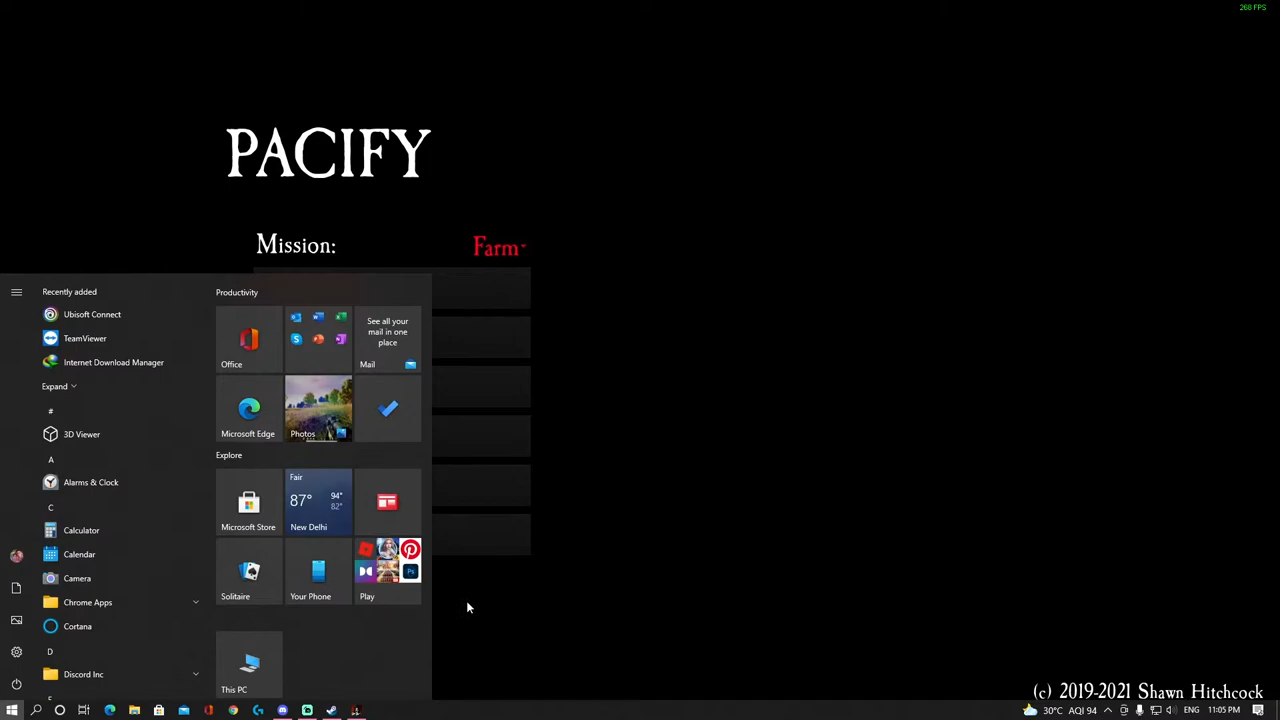 268 FPS
PACIFY
Mission:
Farm
Recently added
Ubisoft Connect
TeamViewer
Internet Download Manager
Expand
#
3D Viewer
A
Alarms & Clock
C
Calculator
Calendar
Camera
Chrome Apps
Cortana
D
Discord Inc
Productivity
Office
See all your
mail in one
place
Mail
Microsoft Edge
Photos
Explore
Microsoft Store
Fair
87°
94°
82°
New Delhi
Solitaire
Your Phone
Play
This PC
(c) 2019-2021 Shawn Hitchcock
30°C AQI 94
ENG
11:05 PM